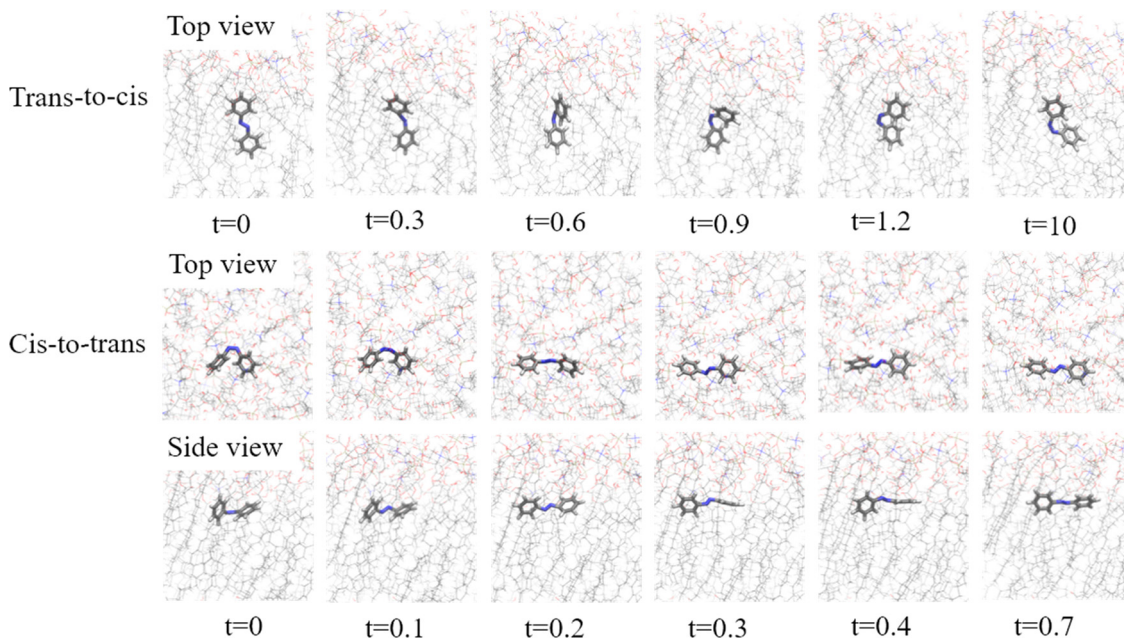 Top view
Trans-to-cis
t=0 t=0.3 t=0.6 t=0.9 t=1.2 t=10
Top view
Cis-to-trans
Side view
t=0 t=0.1 t=0.2 t=0.3 t=0.4 t=0.7